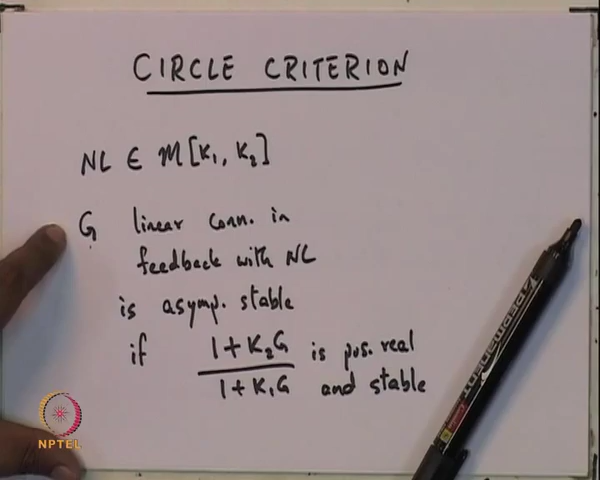 CIRCLE CRITERION
NL ∈ M[K₁, K₂]
G linear conn. in
feedback with NL
is asymp. stable
if 1+K₂G / 1+K₁G is pos. real
and stable
NPTEL